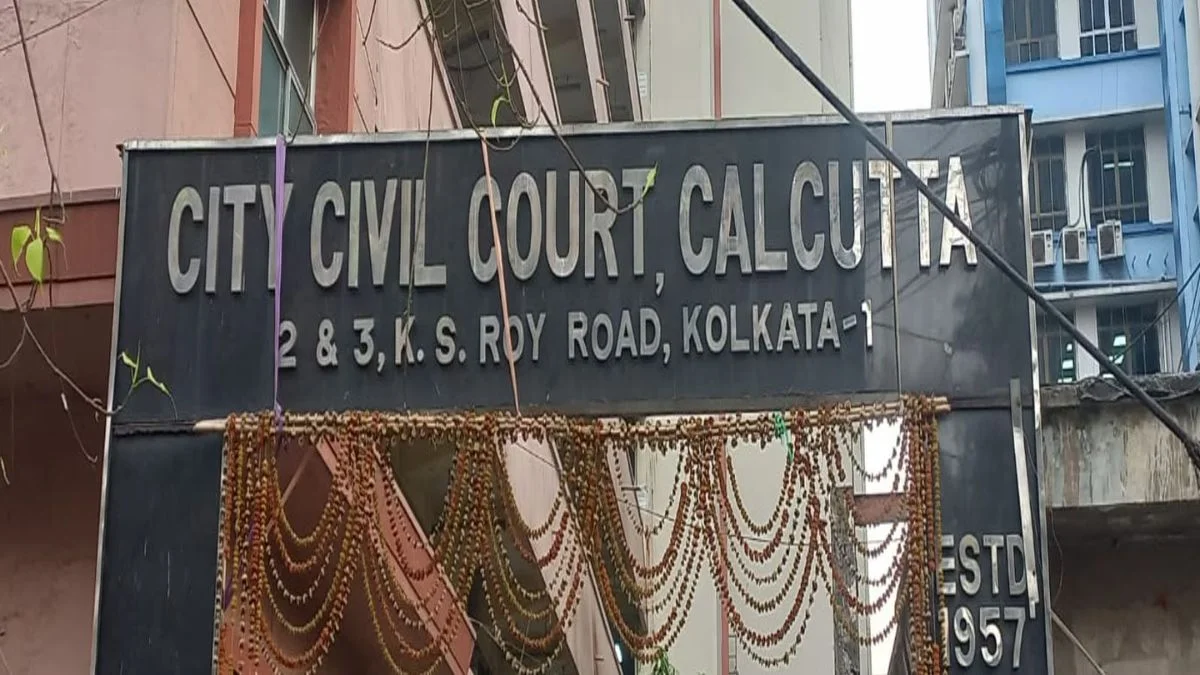 CITY CIVIL COURT, CALCUTTA
2 & 3, K. S. ROY ROAD, KOLKATA-1
ESTD
1957